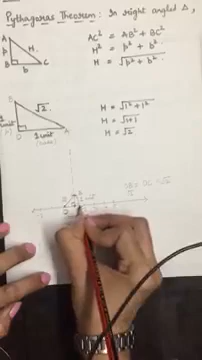 Pythagoras Theorem: In right angled Δ,
AC² = AB² + BC²
H² = p² + b²
H = √p² + b²
A
p
H
B
b
C
B
√2
1 unit
O
1 unit
(base)
A
H = √1² + 1²
H = √1+1
H = √2